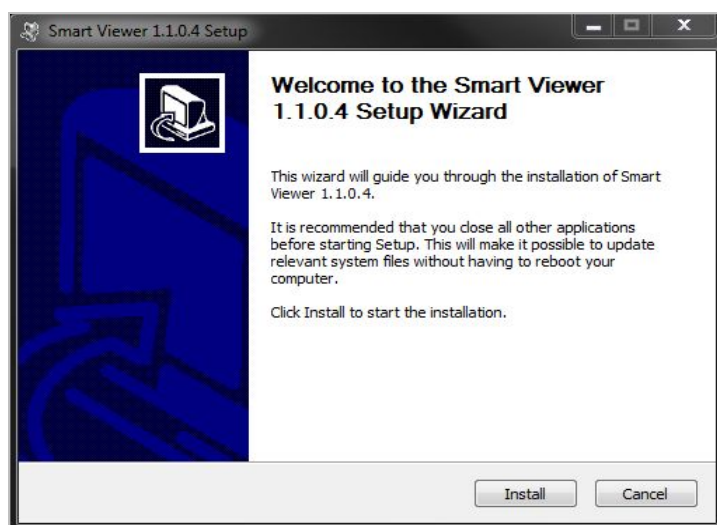 Smart Viewer 1.1.0.4 Setup
Welcome to the Smart Viewer
1.1.0.4 Setup Wizard
This wizard will guide you through the installation of Smart
Viewer 1.1.0.4.
It is recommended that you close all other applications
before starting Setup. This will make it possible to update
relevant system files without having to reboot your
computer.
Click Install to start the installation.
Install
Cancel